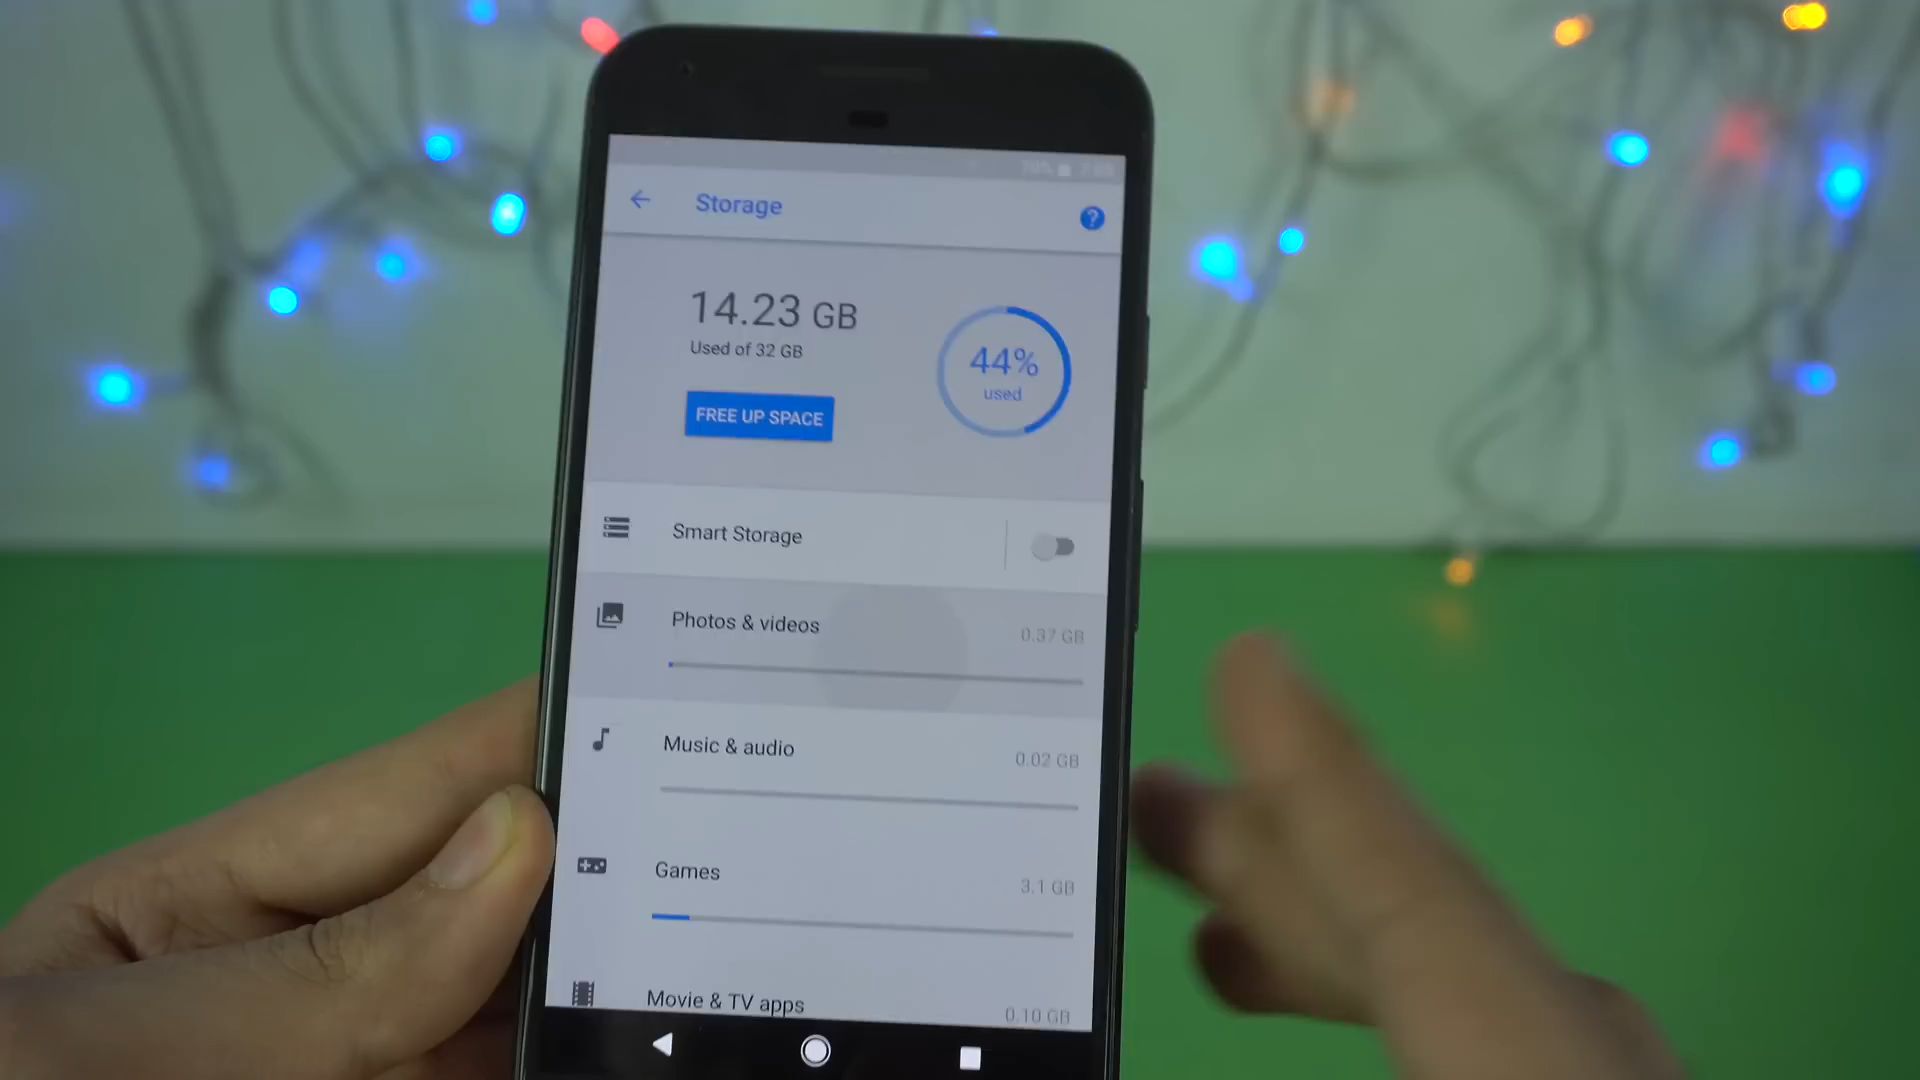 Storage
?
14.23 GB
Used of 32 GB
44%
used
FREE UP SPACE
Smart Storage
Photos & videos
0.37 GB
Music & audio
0.02 GB
Games
3.1 GB
Movie & TV apps
0.10 GB